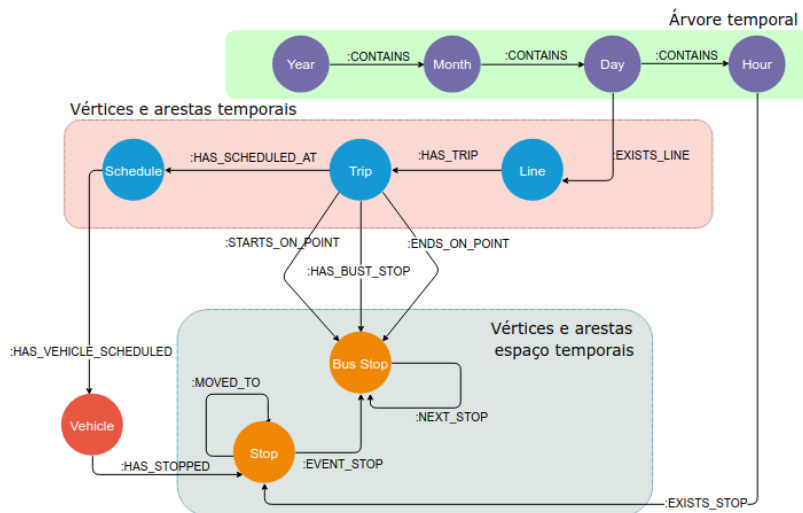 Árvore temporal
:CONTAINS
:CONTAINS
:CONTAINS
Year
Month
Day
Hour
Vértices e arestas temporais
:HAS_SCHEDULED_AT
:HAS_TRIP
:EXISTS_LINE
Schedule
Trip
Line
:STARTS_ON_POINT
:ENDS_ON_POINT
:HAS_BUST_STOP
Vértices e arestas
espaço temporais
:HAS_VEHICLE_SCHEDULED
Bus Stop
:MOVED_TO
:NEXT_STOP
Vehicle
Stop
:EVENT_STOP
:HAS_STOPPED
:EXISTS_STOP